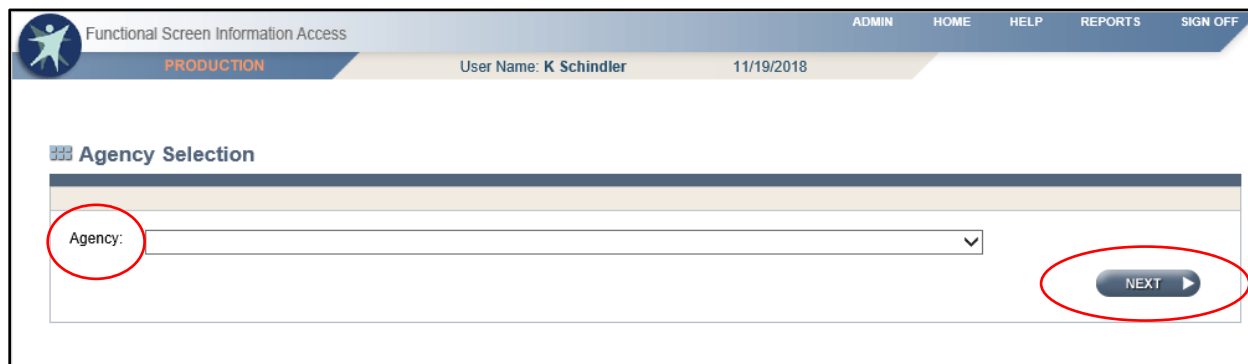 ADMIN HOME HELP REPORTS SIGN OFF
Functional Screen Information Access
PRODUCTION User Name: K Schindler 11/19/2018
Agency Selection
Agency:
NEXT